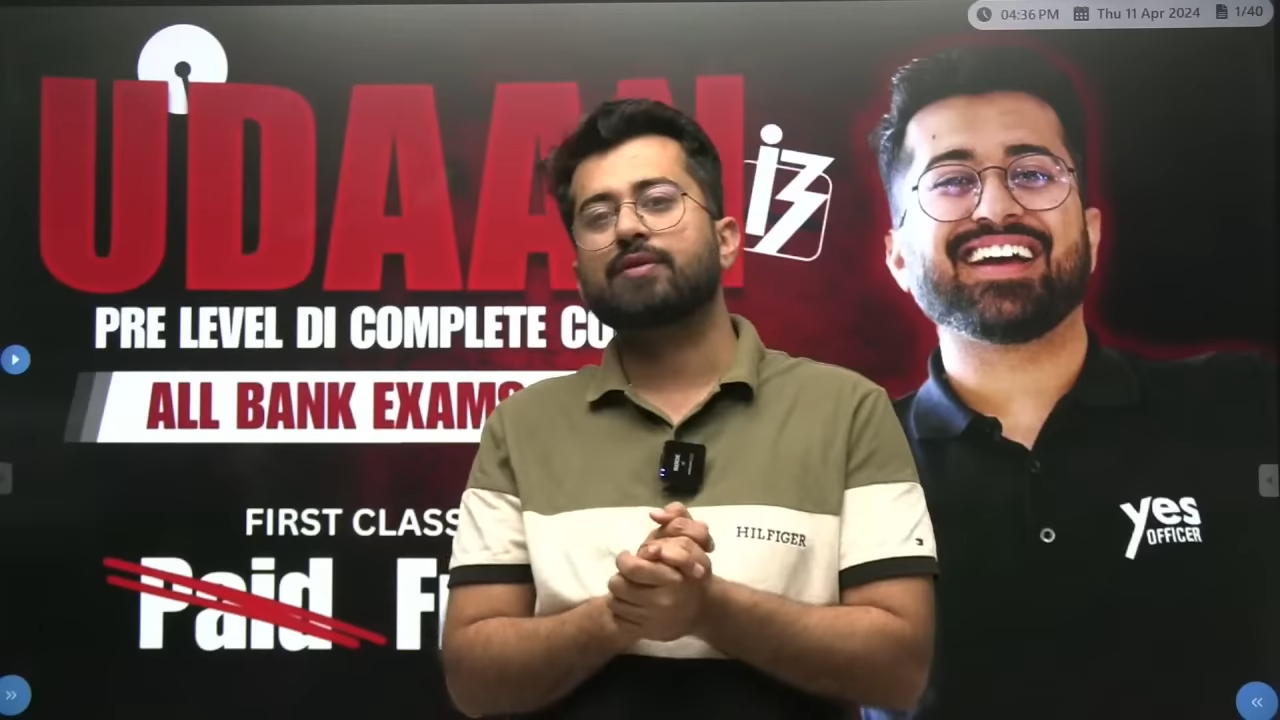 04:36 PM Thu 11 Apr 2024 1/40
UDAAN
i3
PRE LEVEL DI COMPLETE CO
ALL BANK EXAMS
FIRST CLASS
Paid Fr
HILFIGER
yes
OFFICER